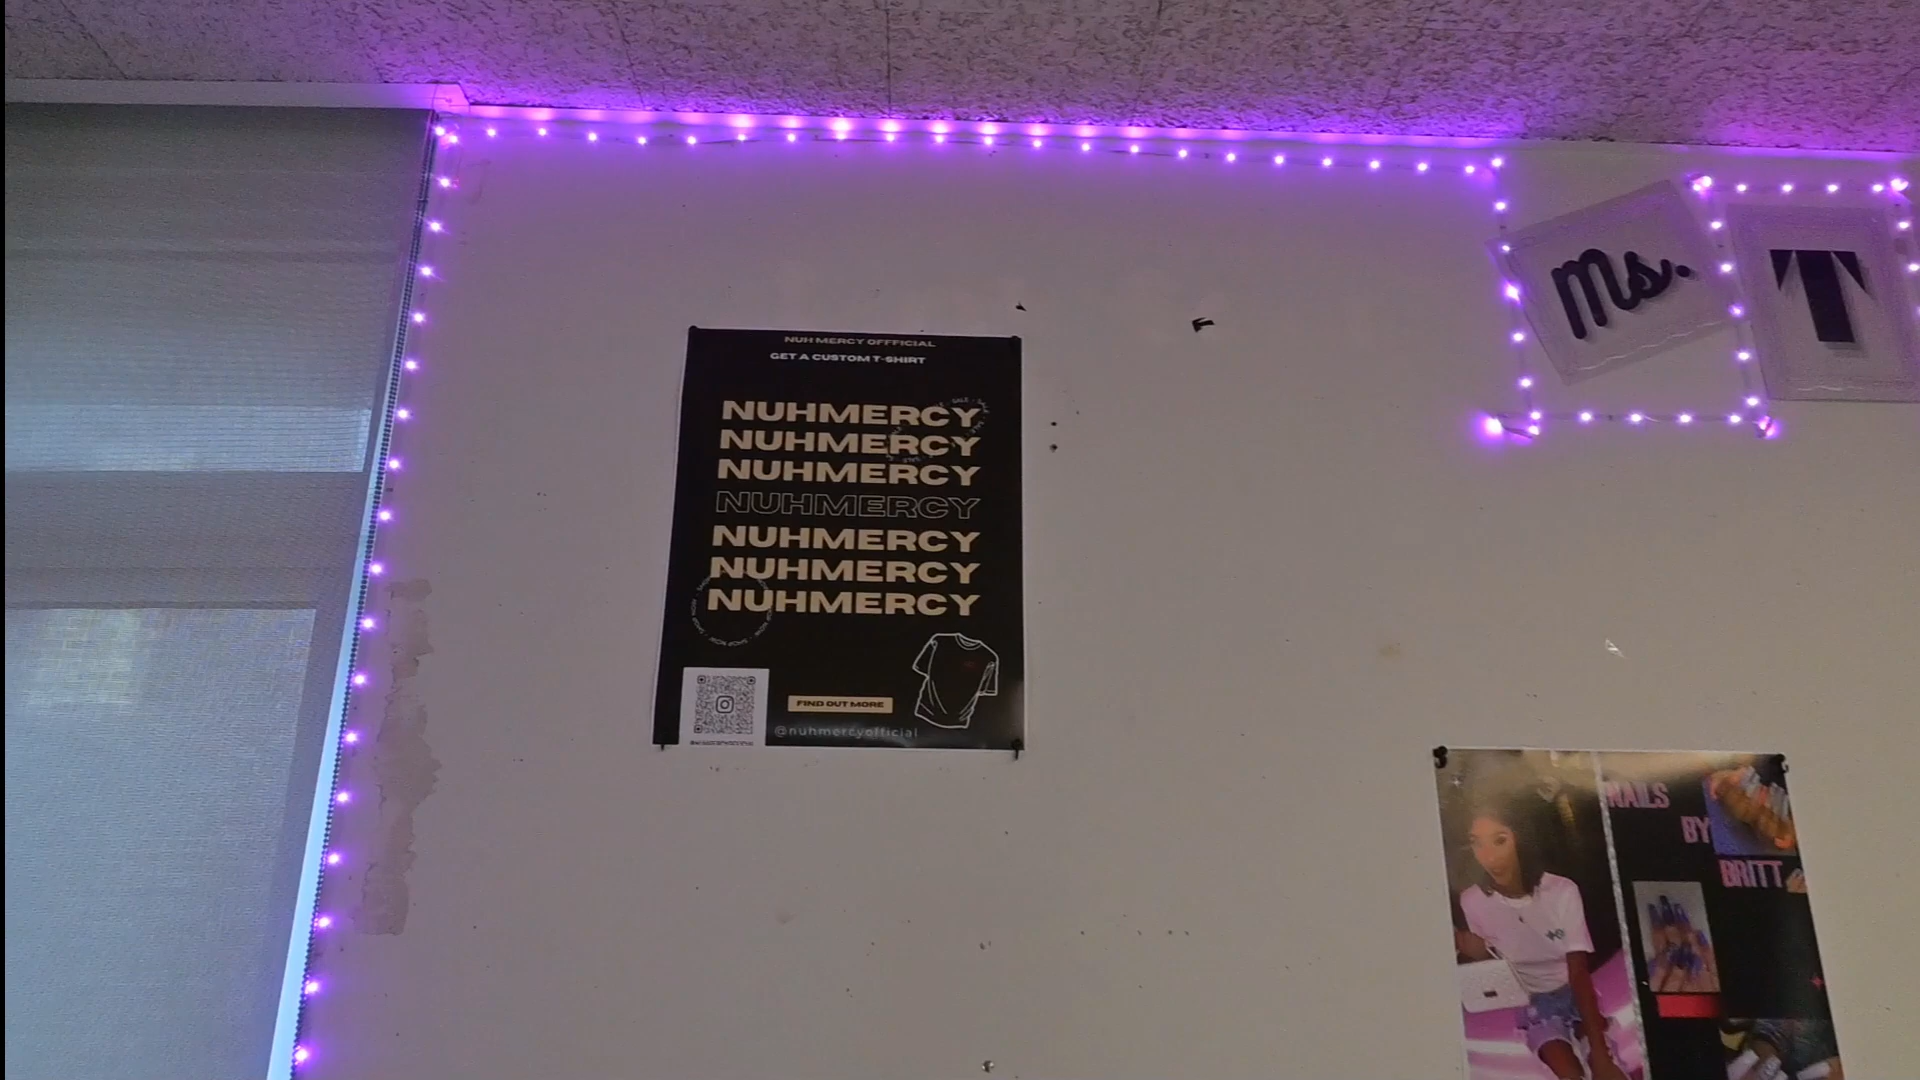 Ms.
T
NUH MERCY OFFFICIAL
GET A CUSTOM T-SHIRT
NUHMERCY
NUHMERCY
NUHMERCY
NUHMERCY
NUHMERCY
NUHMERCY
NUHMERCY
FIND OUT MORE
@nuhmercyofficial
NAILS
BY
BRITT